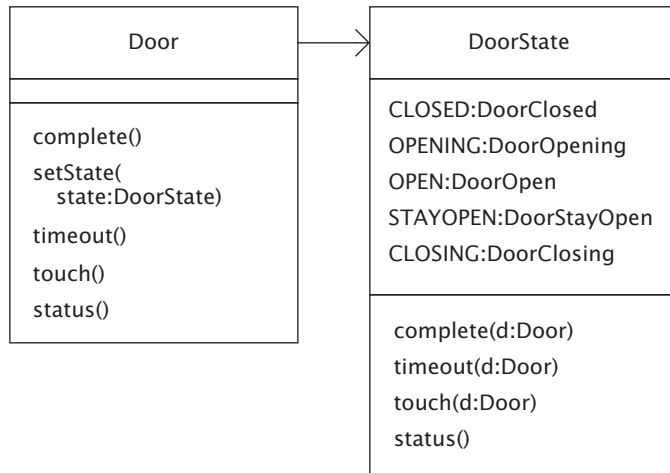 Door
complete()
setState(
state:DoorState)
timeout()
touch()
status()
DoorState
CLOSED:DoorClosed
OPENING:DoorOpening
OPEN:DoorOpen
STAYOPEN:DoorStayOpen
CLOSING:DoorClosing
complete(d:Door)
timeout(d:Door)
touch(d:Door)
status()